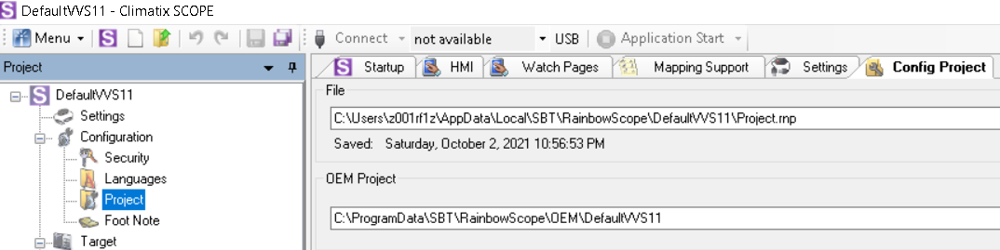 S DefaultVVS11 - Climatix SCOPE
Menu S Connect not available USB Application Start
Project
S DefaultVVS11
Settings
Configuration
Security
Languages
Project
Foot Note
Target
S Startup HMI Watch Pages Mapping Support Settings Config Project
File
C:\Users\z001rf1z\AppData\Local\SBT\RainbowScope\DefaultVVS11\Project.rnp
Saved: Saturday, October 2, 2021 10:56:53 PM
OEM Project
C:\ProgramData\SBT\RainbowScope\OEM\DefaultVVS11